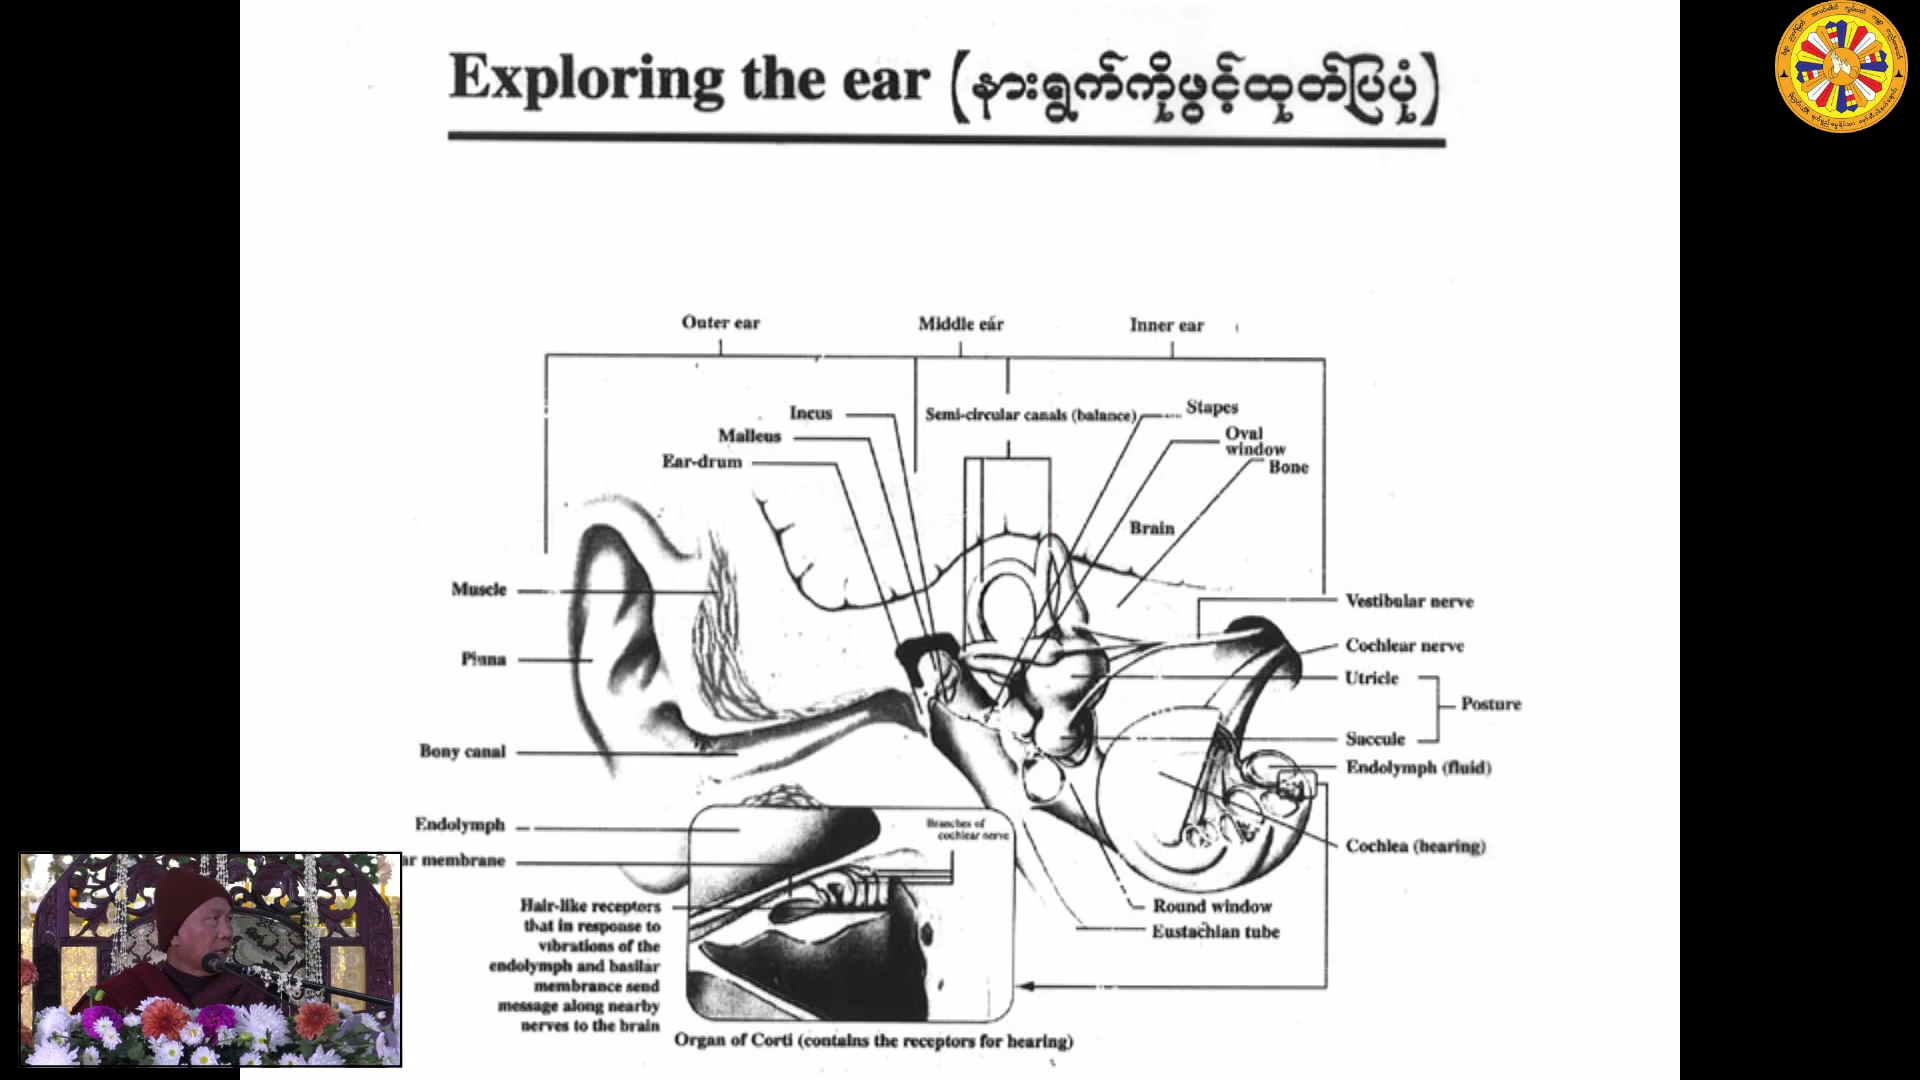 Exploring the ear (နားရွက်ကိုဖွင့်ထုတ်ပြပုံ)
Outer ear
Middle ear
Inner ear
Incus
Malleus
Ear-drum
Semi-circular canals (balance)
Stapes
Oval
window
Bone
Brain
Muscle
Pinna
Bony canal
Endolymph
ar membrane
Hair-like receptors
that in response to
vibrations of the
endolymph and basilar
membrance send
message along nearby
nerves to the brain
Branches of
cochlear nerve
Organ of Corti (contains the receptors for hearing)
Vestibular nerve
Cochlear nerve
Utricle
Posture
Saccule
Endolymph (fluid)
Cochlea (hearing)
Round window
Eustachian tube